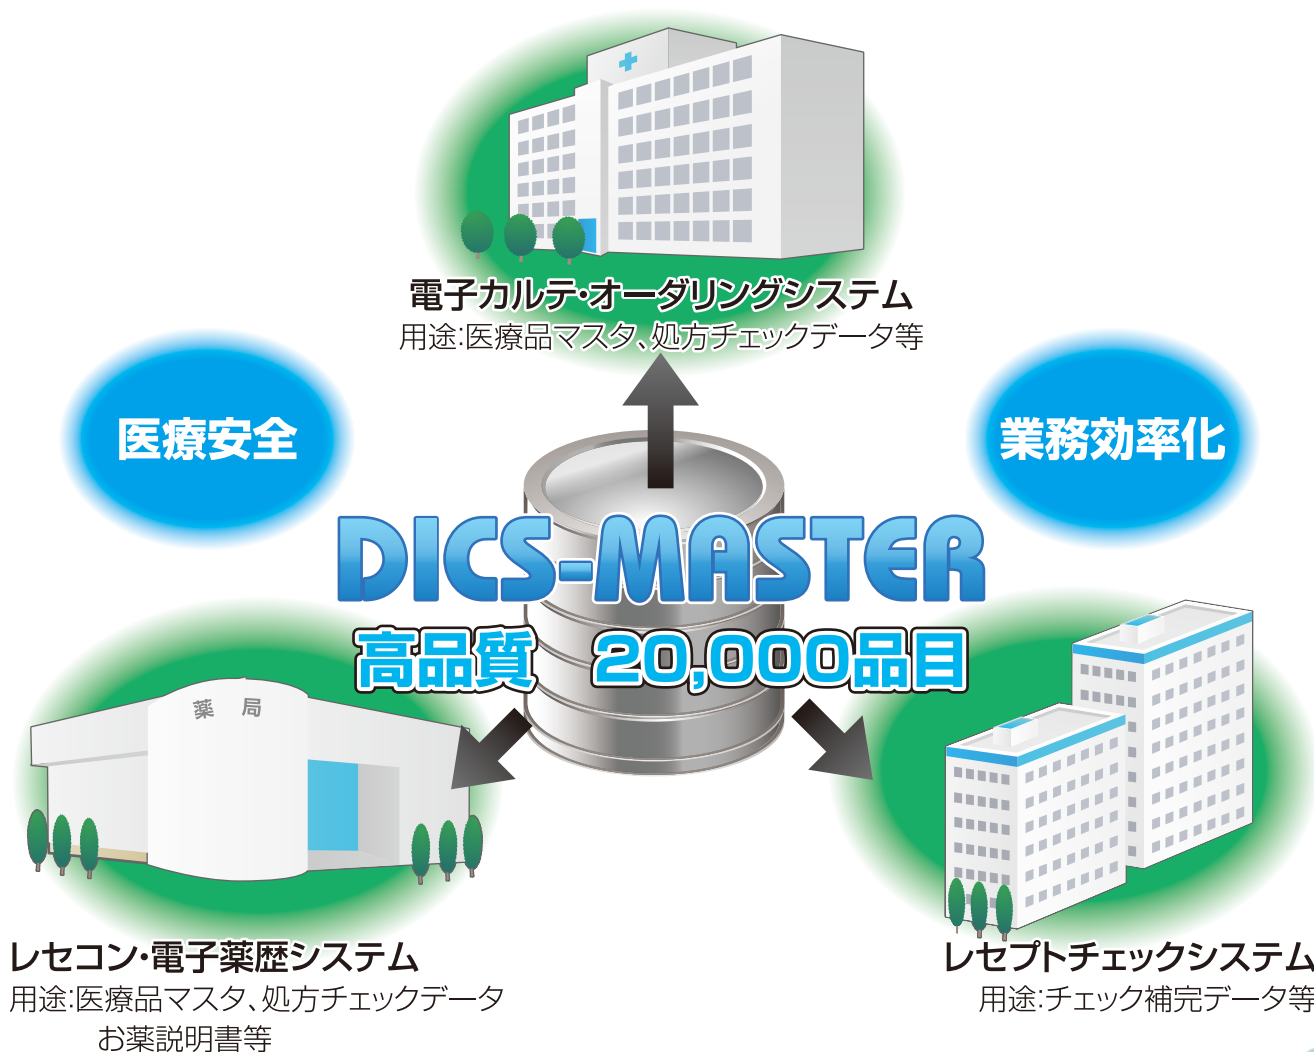 電子カルテ・オーダリングシステム
用途:医療品マスタ、処方チェックデータ等
医療安全
業務効率化
DICS-MASTER
高品質 20,000品目
薬局
レセコン・電子薬歴システム
用途:医療品マスタ、処方チェックデータ
お薬説明書等
レセプトチェックシステム
用途:チェック補完データ等